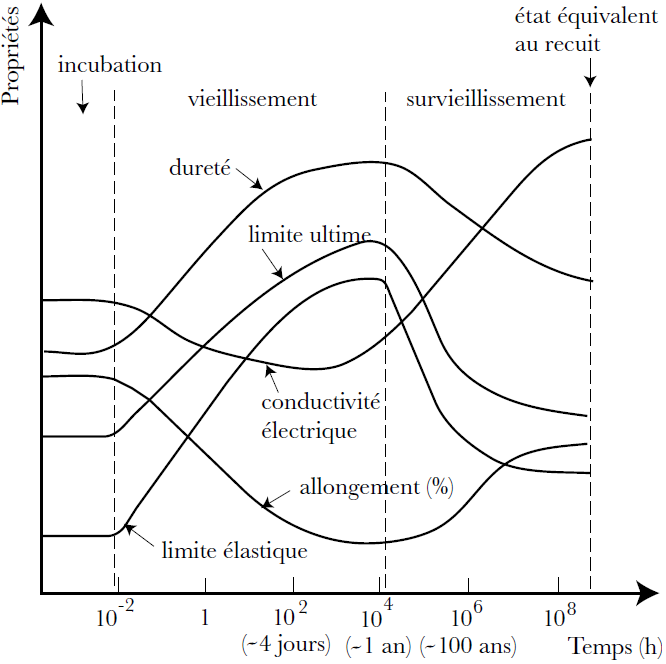 Propriétés
état équivalent
au recuit
incubation
vieillissement
survieillissement
dureté
limite ultime
conductivité
électrique
allongement (%)
limite élastique
10-2
1
10 2
10 4
10 6
10 8
(~4 jours)
(~1 an)
(~100 ans)
Temps (h)